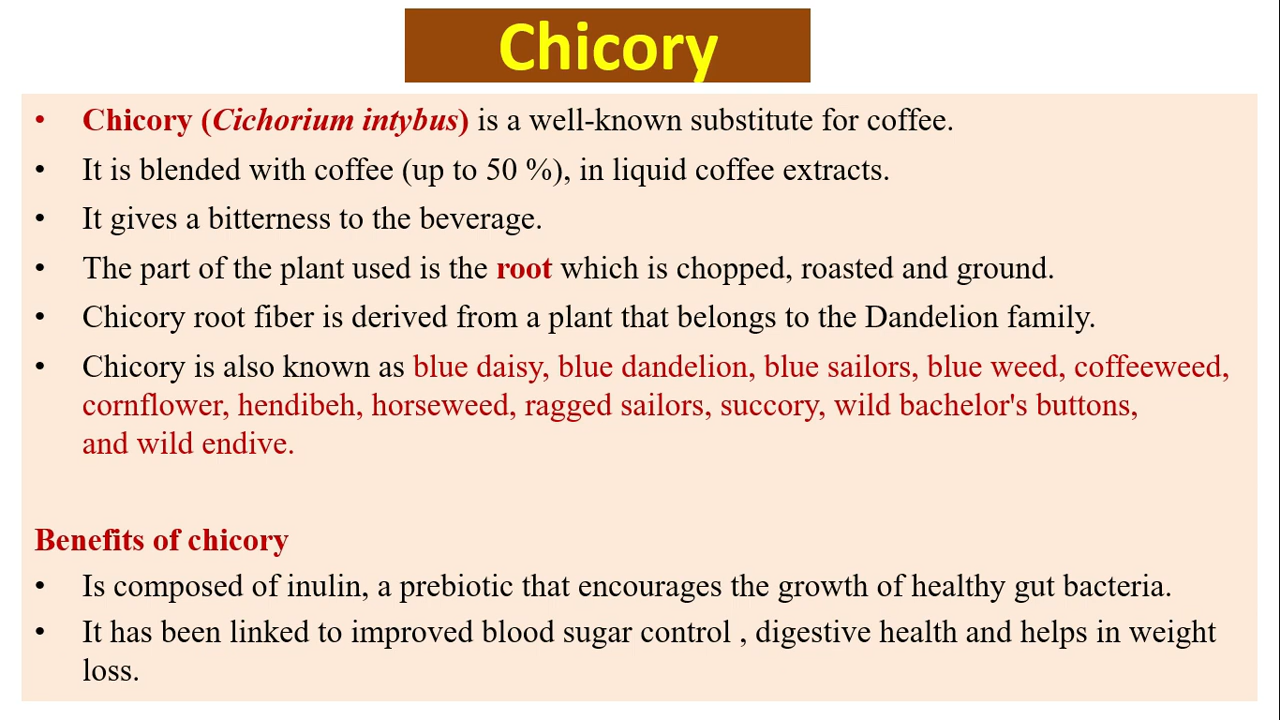 Chicory
• Chicory (Cichorium intybus) is a well-known substitute for coffee.
• It is blended with coffee (up to 50 %), in liquid coffee extracts.
• It gives a bitterness to the beverage.
• The part of the plant used is the root which is chopped, roasted and ground.
• Chicory root fiber is derived from a plant that belongs to the Dandelion family.
• Chicory is also known as blue daisy, blue dandelion, blue sailors, blue weed, coffeeweed,
cornflower, hendibeh, horseweed, ragged sailors, succory, wild bachelor's buttons,
and wild endive.
Benefits of chicory
• Is composed of inulin, a prebiotic that encourages the growth of healthy gut bacteria.
• It has been linked to improved blood sugar control , digestive health and helps in weight
loss.